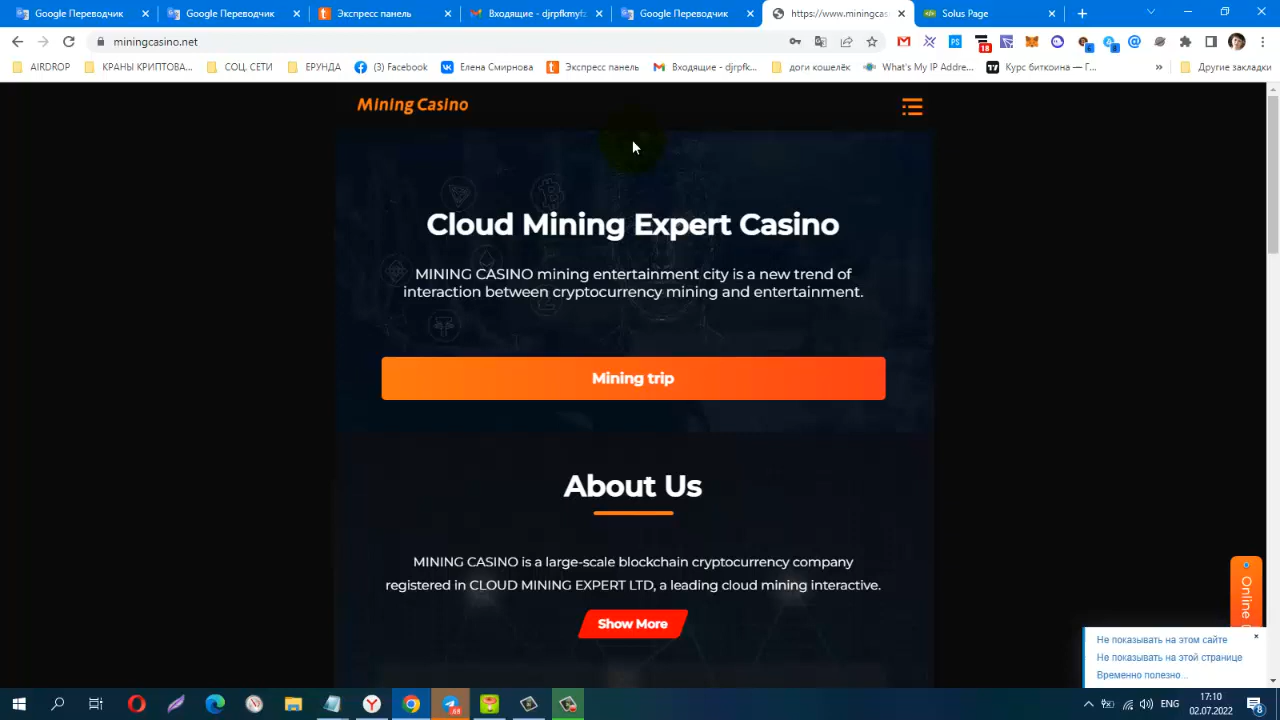 Google Переводчик
Google Переводчик
Экспресс панель
Входящие - djrpfkmyfz
Google Переводчик
https://www.miningcas
Solus Page
miningcasino.net
AIRDROP
КРАНЫ КРИПТОВА...
СОЦ. СЕТИ
ЕРУНДА
(3) Facebook
Елена Смирнова
Экспресс панель
Входящие - djrpfk...
доги кошелёк
What's My IP Addre...
Курс биткоина — Г...
»
Другие закладки
18
6
3
Mining Casino
Cloud Mining Expert Casino
MINING CASINO mining entertainment city is a new trend of
interaction between cryptocurrency mining and entertainment.
Mining trip
About Us
MINING CASINO is a large-scale blockchain cryptocurrency company
registered in CLOUD MINING EXPERT LTD, a leading cloud mining interactive.
Show More
Online
Не показывать на этом сайте
Не показывать на этой странице
Временно полезно...
ENG
17:10
02.07.2022
8